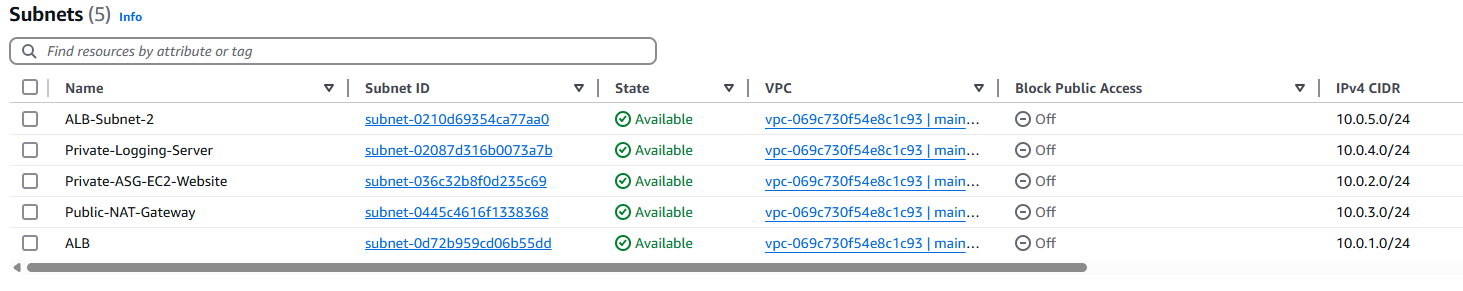 Subnets (5) Info
Find resources by attribute or tag
Name Subnet ID State VPC Block Public Access IPv4 CIDR
ALB-Subnet-2 subnet-0210d69354ca77aa0 Available vpc-069c730f54e8c1c93 | main… Off 10.0.5.0/24
Private-Logging-Server subnet-02087d316b0073a7b Available vpc-069c730f54e8c1c93 | main… Off 10.0.4.0/24
Private-ASG-EC2-Website subnet-036c32b8f0d235c69 Available vpc-069c730f54e8c1c93 | main… Off 10.0.2.0/24
Public-NAT-Gateway subnet-0445c4616f1338368 Available vpc-069c730f54e8c1c93 | main… Off 10.0.3.0/24
ALB subnet-0d72b959cd06b55dd Available vpc-069c730f54e8c1c93 | main… Off 10.0.1.0/24